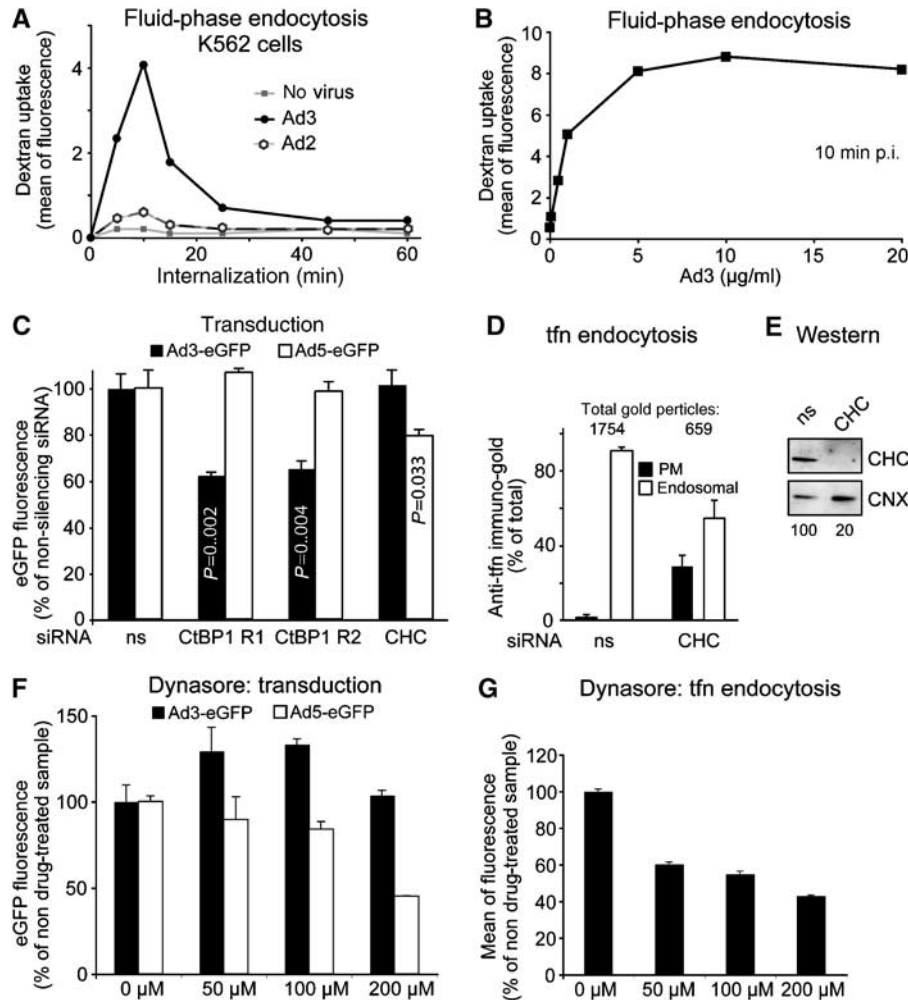 A
Fluid-phase endocytosis
K562 cells
Dextran uptake
(mean of fluorescence)
4
2
0
No virus
Ad3
Ad2
0 20 40 60
Internalization (min)
B
Fluid-phase endocytosis
Dextran uptake
(mean of fluorescence)
10
8
6
4
2
0
10 min p.i.
0 5 10 15 20
Ad3 (µg/ml)
C
Transduction
Ad3-eGFP Ad5-eGFP
eGFP fluorescence
(% of non-silencing siRNA)
100
80
60
40
20
0
P=0..002
P=0..004
P=0.033
siRNA ns CtBP1 R1 CtBP1 R2 CHC
D
tfn endocytosis
Total gold perticles:
1754 659
PM
Endosomal
Anti-tfn immuno-gold
(% of total)
80
40
0
siRNA ns CHC
E
Western
ns CHC
CHC
CNX
100 20
F
Dynasore: transduction
Ad3-eGFP Ad5-eGFP
eGFP fluorescence
(% of non drug-treated sample)
150
100
50
0
0 µM 50 µM 100 µM 200 µM
G
Dynasore: tfn endocytosis
Mean of fluorescence
(% of non drug-treated sample)
120
100
80
60
40
20
0
0 µM 50 µM 100 µM 200 µM